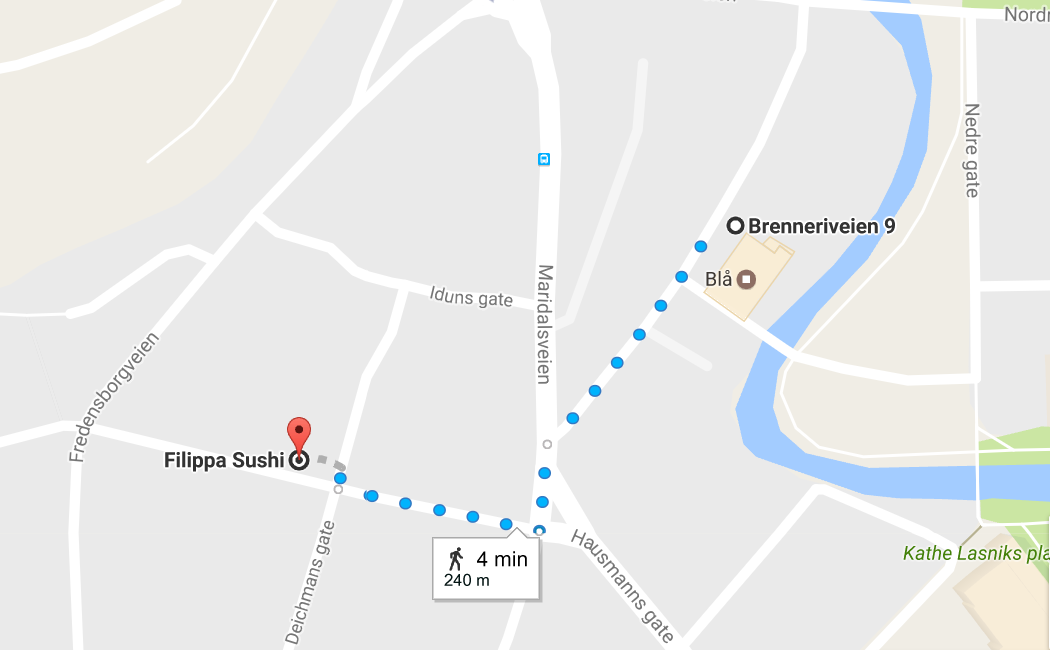 Nordr
Nedre gate
Brenneriveien 9
Blå
Maridalsveien
Iduns gate
Fredensborgveien
Filippa Sushi
4 min
240 m
Hausmanns gate
Deichmans gate
Kathe Lasniks pla